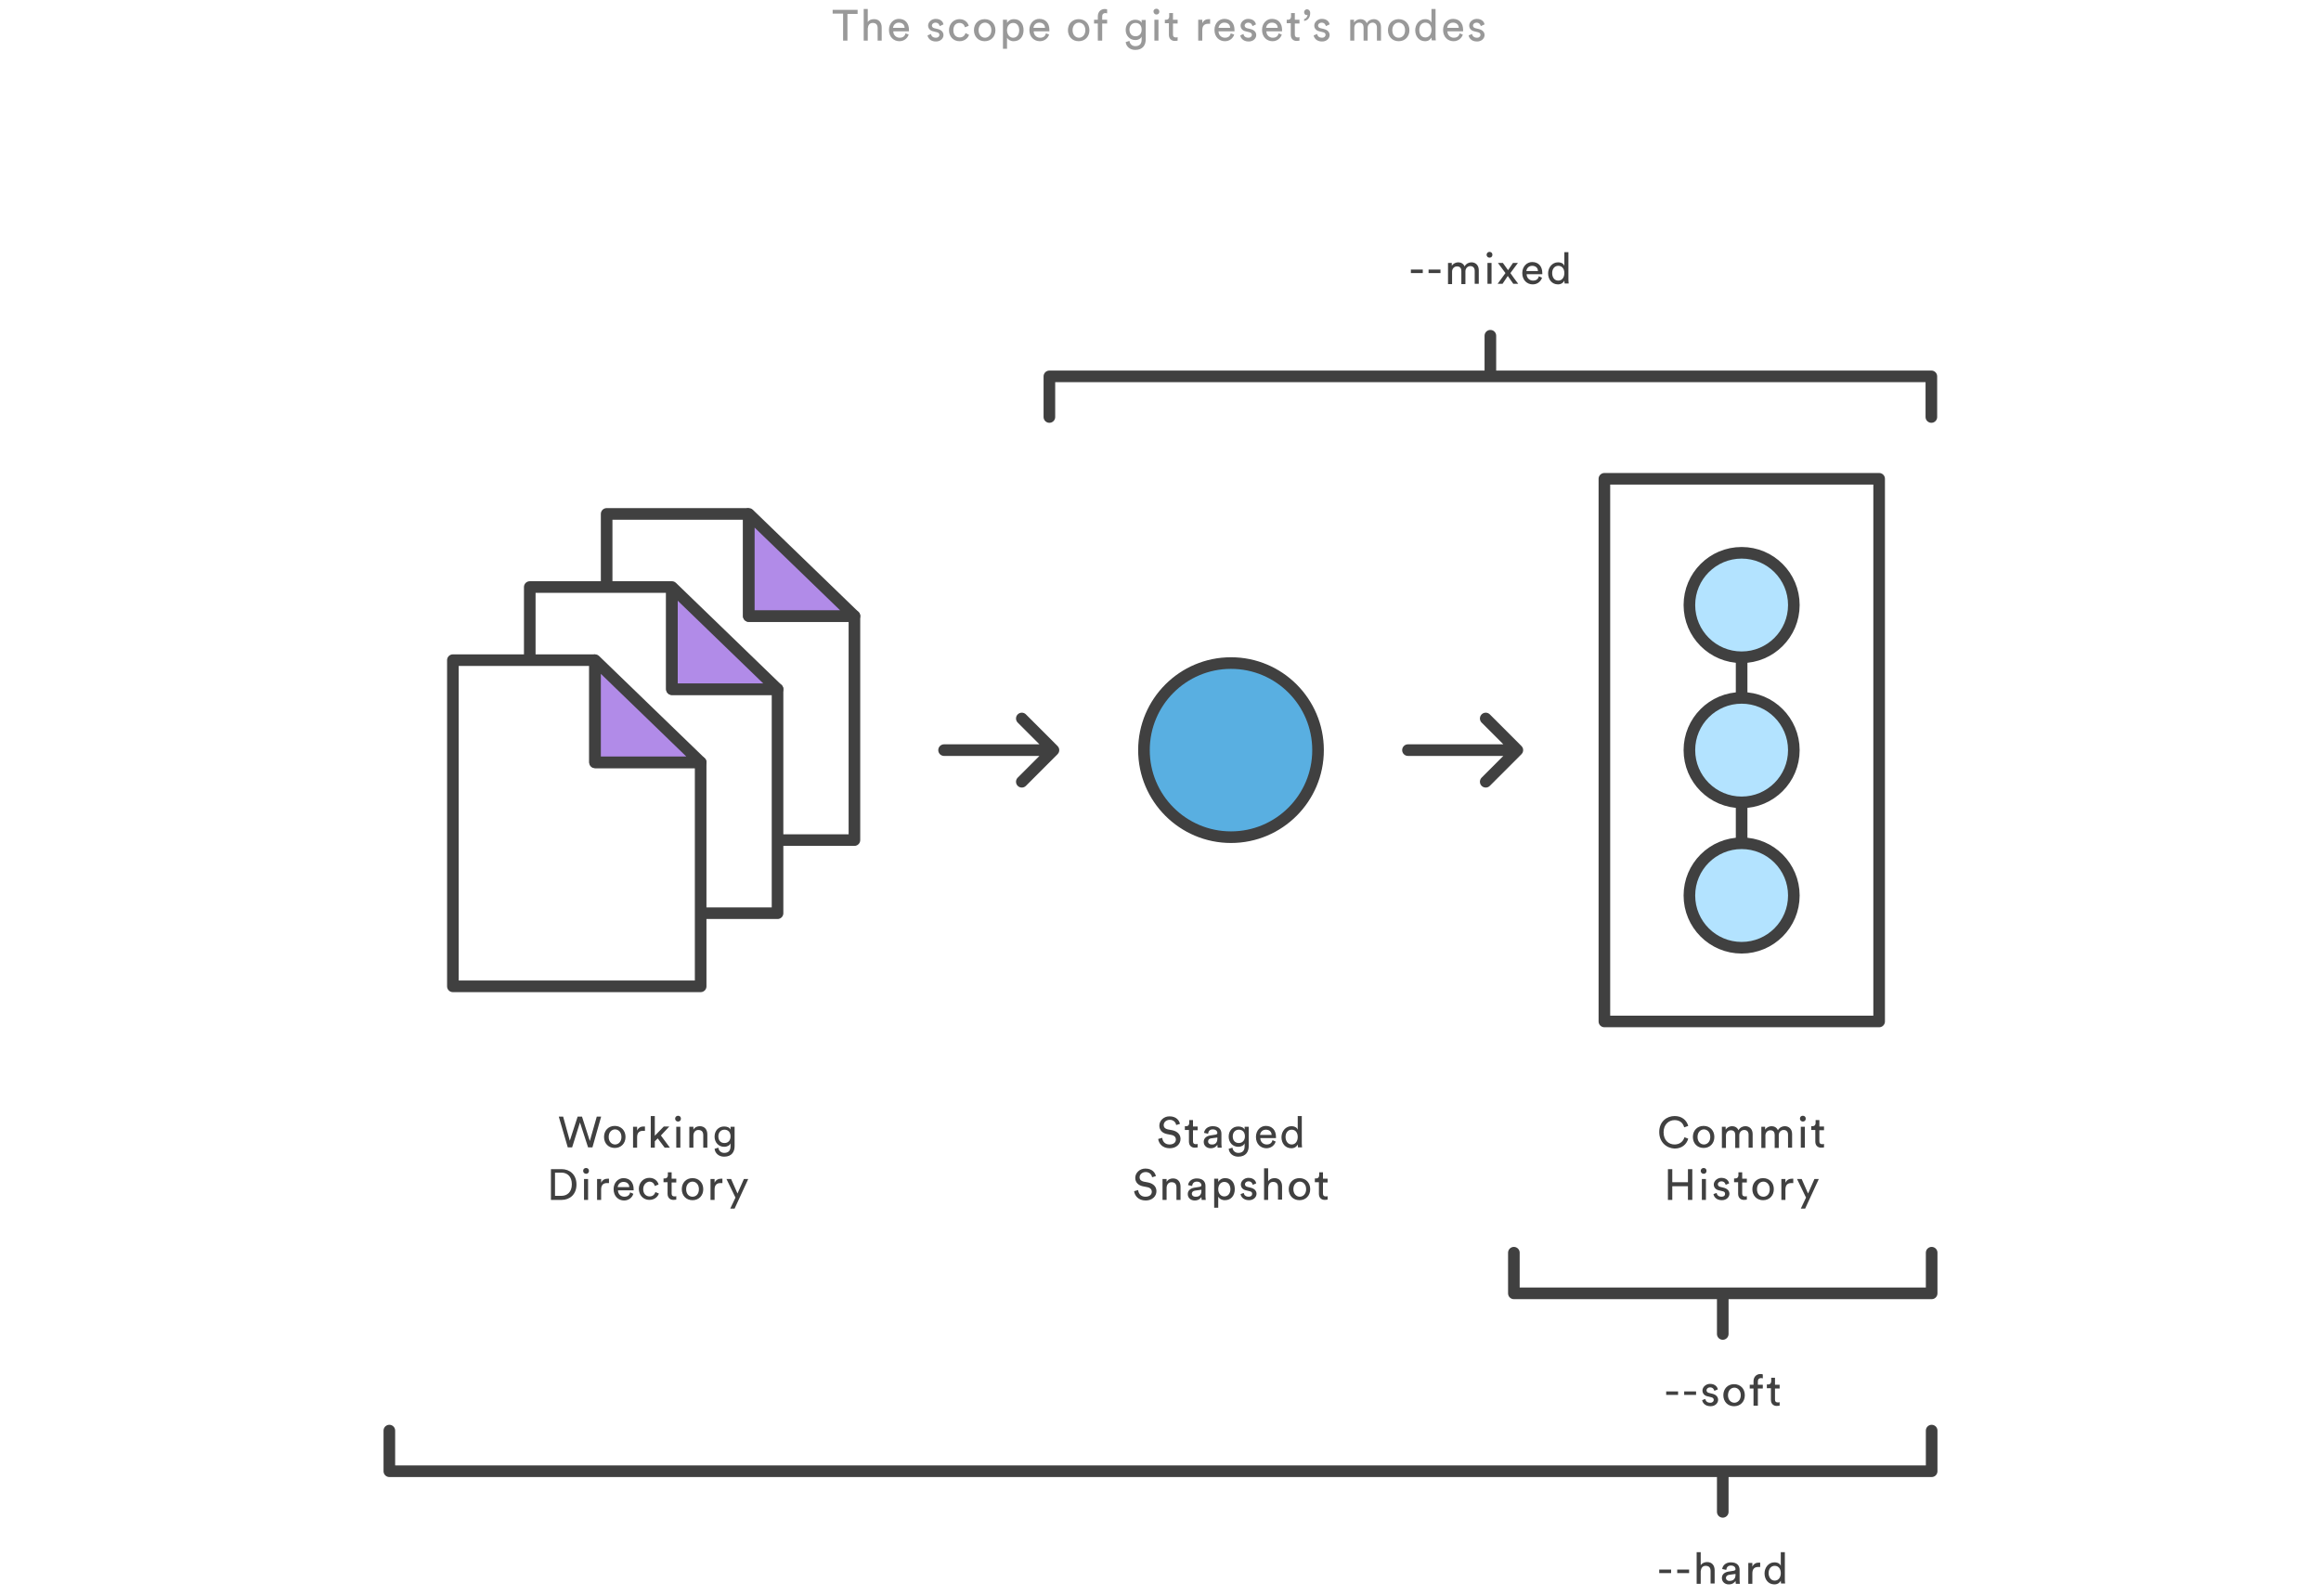 The scope of git reset’s modes
--mixed
Working
Directory
Staged
Snapshot
Commit
History
--soft
--hard